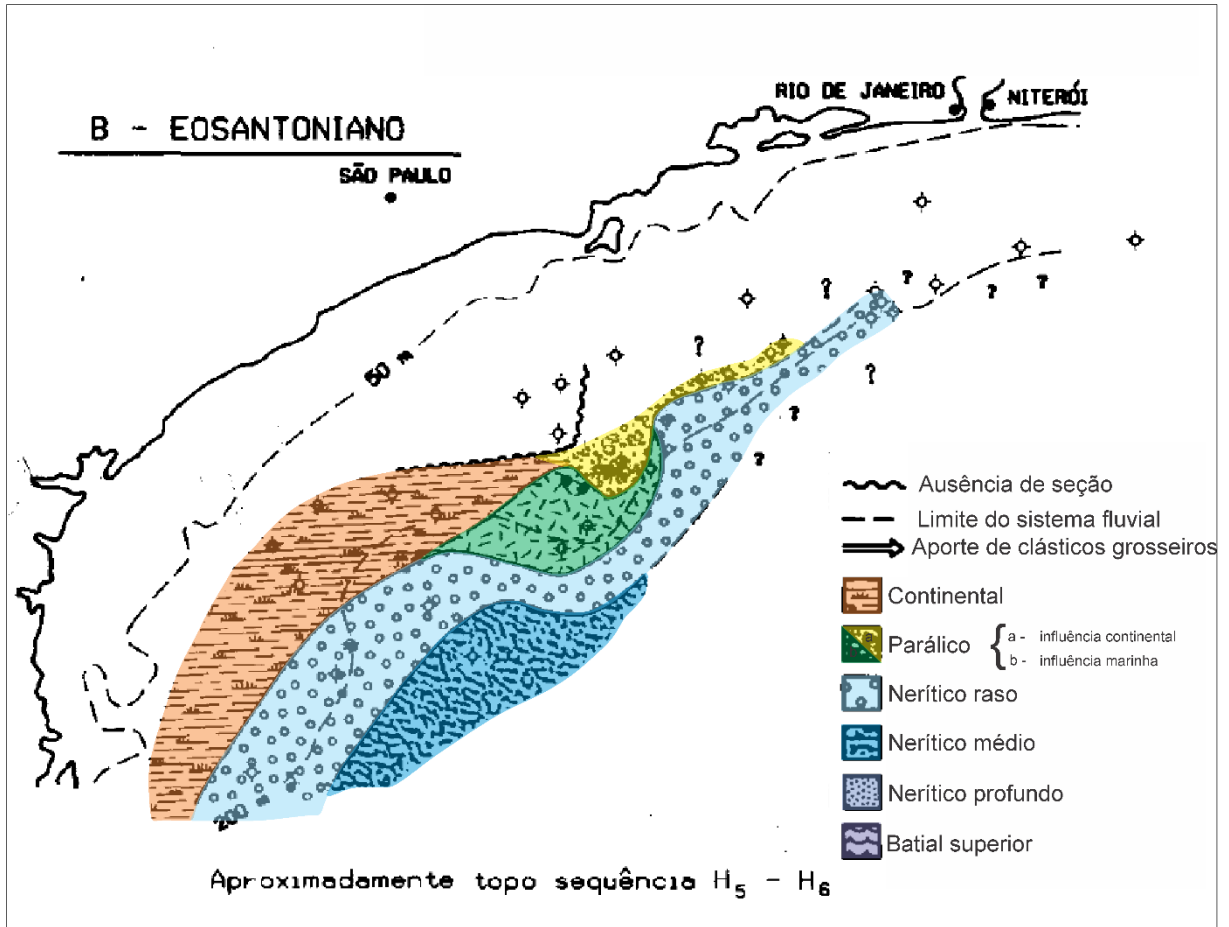 B - EOSANTONIANO
SÃO PAULO
RIO DE JANEIRO
NITERÓI
50 m
?
?
?
?
?
?
?
?
200 m
Ausência de seção
Limite do sistema fluvial
Aporte de clásticos grosseiros
Continental
Parálico
a - influência continental
b - influência marinha
a
Nerítico raso
Nerítico médio
Nerítico profundo
Batial superior
Aproximadamente topo sequência H5 - H6